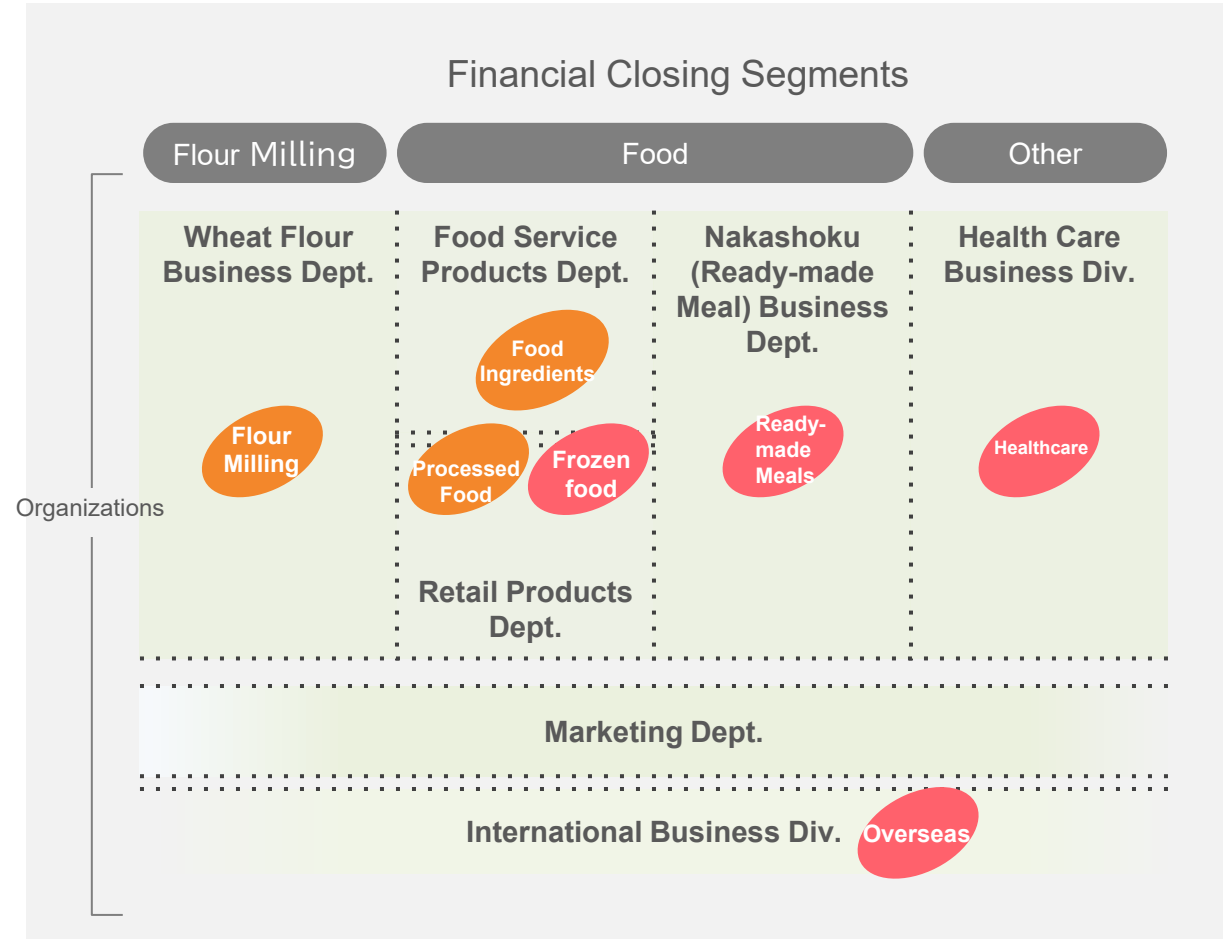 Financial Closing Segments
Flour Milling
Food
Other
Organizations
Wheat Flour
Business Dept.
Flour
Milling
Food Service
Products Dept.
Food
Ingredients
Processed
Food
Frozen
food
Retail Products
Dept.
Nakashoku
(Ready-made
Meal) Business
Dept.
Ready-
made
Meals
Health Care
Business Div.
Healthcare
Marketing Dept.
International Business Div.
Overseas